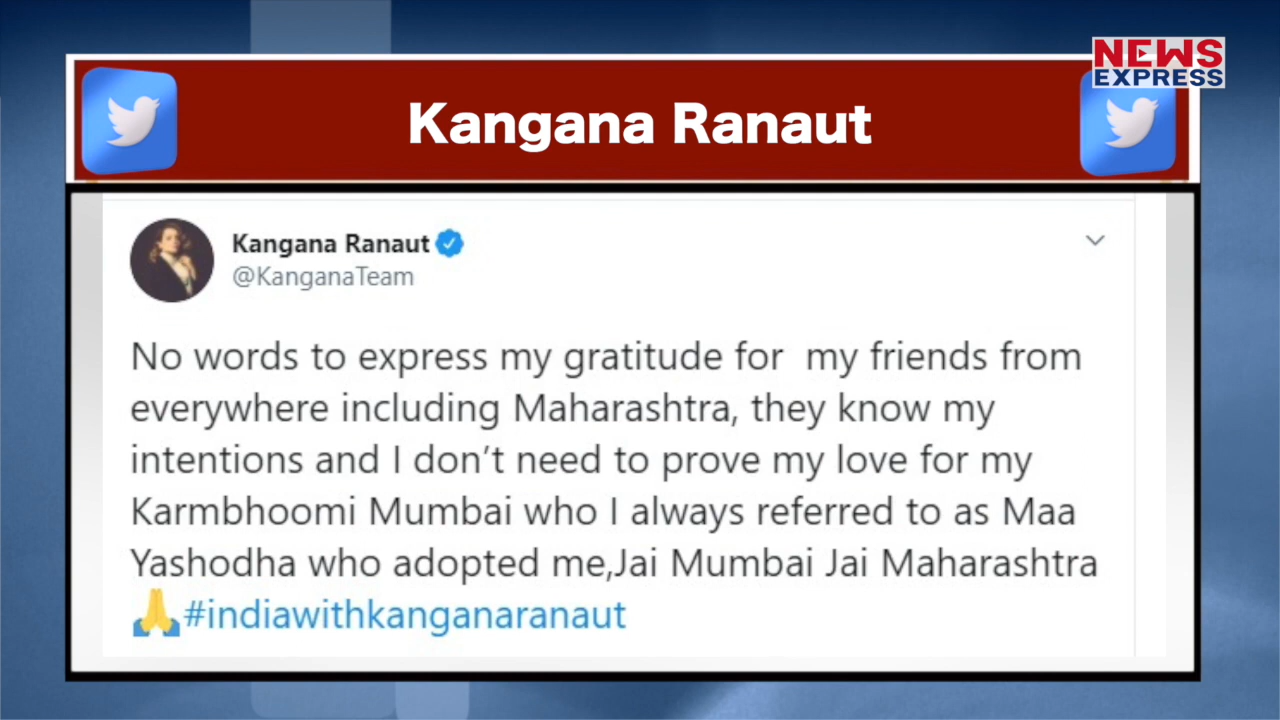 NEWS
EXPRESS
Kangana Ranaut
Kangana Ranaut
@KanganaTeam
No words to express my gratitude for  my friends from
everywhere including Maharashtra, they know my
intentions and I don’t need to prove my love for my
Karmbhoomi Mumbai who I always referred to as Maa
Yashodha who adopted me,Jai Mumbai Jai Maharashtra
🙏#indiawithkanganaranaut